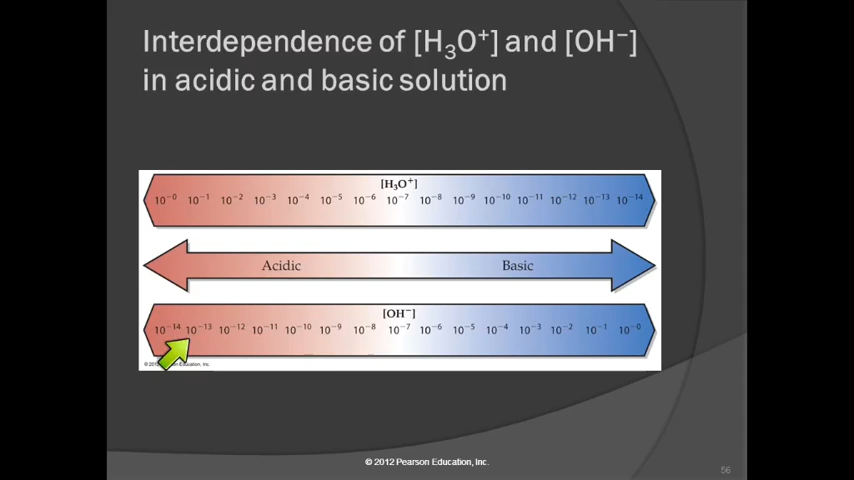 Interdependence of [H₃O⁺] and [OH⁻]
in acidic and basic solution
[H₃O⁺]
10⁻⁰ 10⁻¹ 10⁻² 10⁻³ 10⁻⁴ 10⁻⁵ 10⁻⁶ 10⁻⁷ 10⁻⁸ 10⁻⁹ 10⁻¹⁰ 10⁻¹¹ 10⁻¹² 10⁻¹³ 10⁻¹⁴
Acidic Basic
[OH⁻]
10⁻¹⁴ 10⁻¹³ 10⁻¹² 10⁻¹¹ 10⁻¹⁰ 10⁻⁹ 10⁻⁸ 10⁻⁷ 10⁻⁶ 10⁻⁵ 10⁻⁴ 10⁻³ 10⁻² 10⁻¹ 10⁻⁰
Education, Inc.
© 2012 Pearson Education, Inc.
56